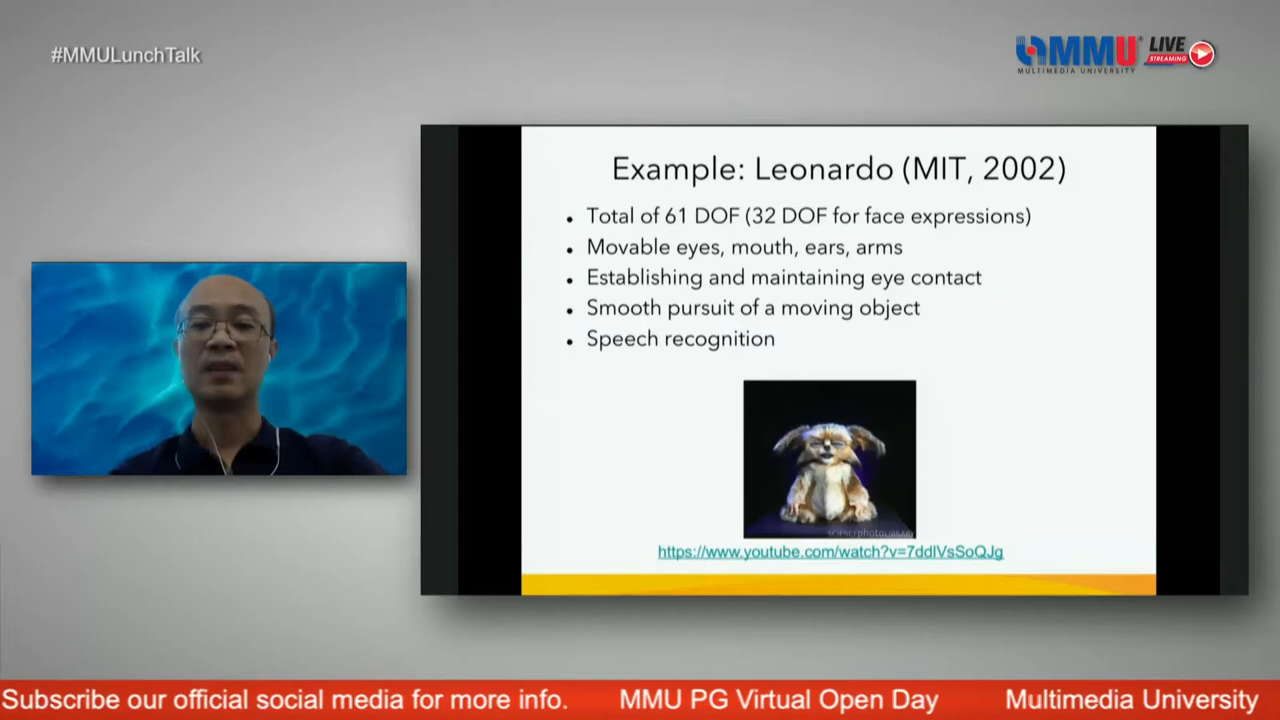 #MMULunchTalk
MMU
MULTIMEDIA UNIVERSITY
LIVE
STREAMING
Example: Leonardo (MIT, 2002)
• Total of 61 DOF (32 DOF for face expressions)
• Movable eyes, mouth, ears, arms
• Establishing and maintaining eye contact
• Smooth pursuit of a moving object
• Speech recognition
SCIENCEPHOTOLIBRARY
https://www.youtube.com/watch?v=7ddlVsSoQJg
Subscribe our official social media for more info. MMU PG Virtual Open Day Multimedia University